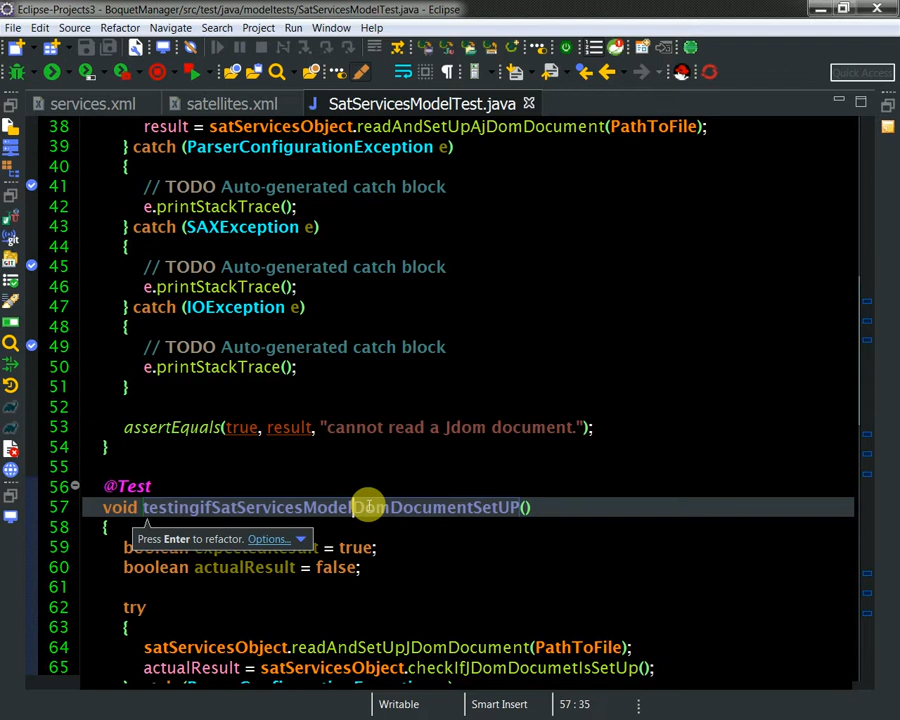 Eclipse-Projects3 - BoquetManager/src/test/java/modeltests/SatServicesModelTest.java - Eclipse
File Edit Source Refactor Navigate Search Project Run Window Help
Quick Access
services.xml satellites.xml SatServicesModelTest.java
38 result = satServicesObject.readAndSetUpAjDomDocument(PathToFile);
39 } catch (ParserConfigurationException e)
40 {
41 // TODO Auto-generated catch block
42 e.printStackTrace();
43 } catch (SAXException e)
44 {
45 // TODO Auto-generated catch block
46 e.printStackTrace();
47 } catch (IOException e)
48 {
49 // TODO Auto-generated catch block
50 e.printStackTrace();
51 }
52
53 assertEquals(true, result, "cannot read a Jdom document.");
54 }
55
56 @Test
57 void testingifSatServicesModelDomDocumentSetUP()
58 {
Press Enter to refactor. Options...
59 boolean expectedResult = true;
60 boolean actualResult = false;
61
62 try
63 {
64 satServicesObject.readAndSetUpJDomDocument(PathToFile);
65 actualResult = satServicesObject.checkIfJDomDocumetIsSetUp();
Writable Smart Insert 57 : 35